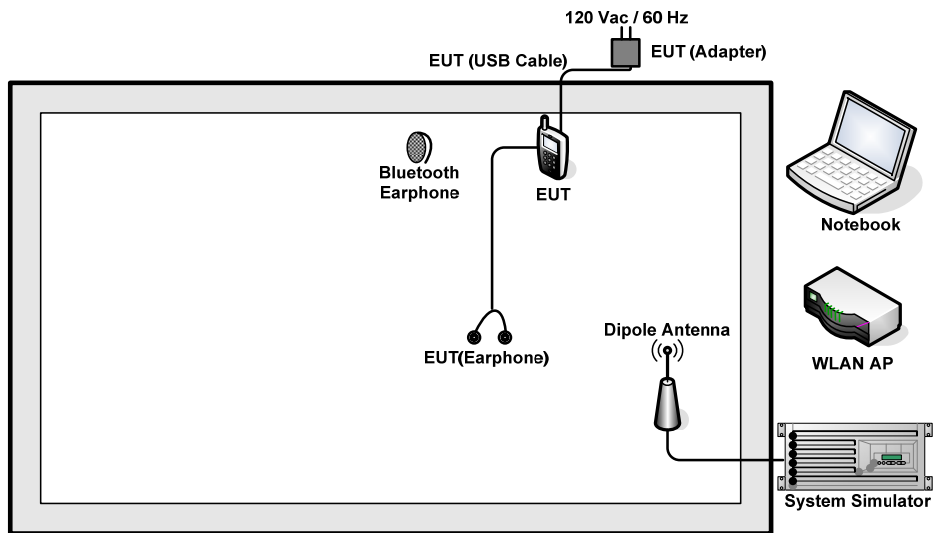 120 Vac / 60 Hz
EUT (USB Cable)
EUT (Adapter)
Bluetooth
Earphone
EUT
Notebook
EUT(Earphone)
Dipole Antenna
WLAN AP
System Simulator